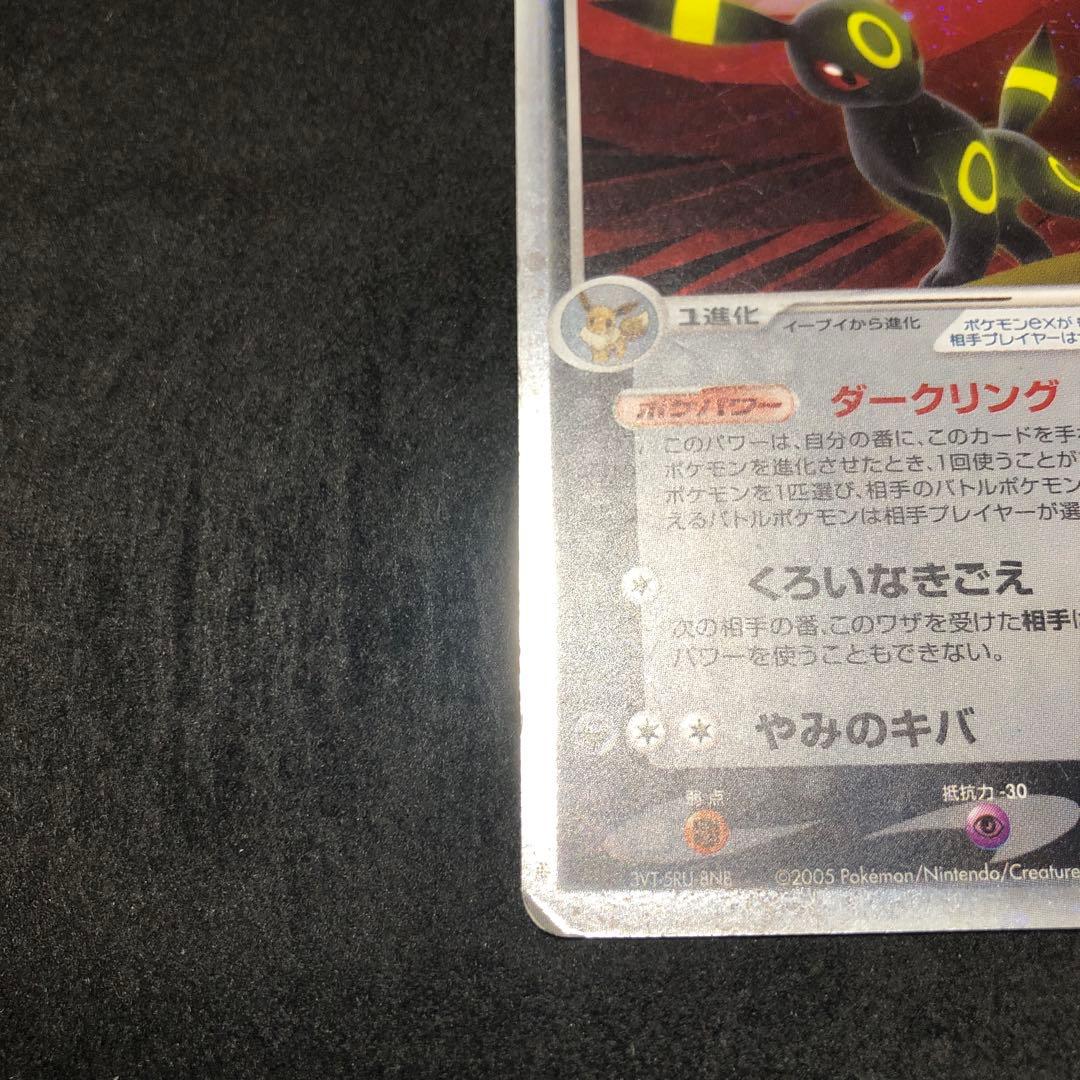 1進化
イーブイから進化
ポケモンexが
相手プレイヤーは
ポケパワー
ダークリング
このパワーは、自分の番に、このカードを手
ポケモンを進化させたとき、1回使うことが
ポケモンを1匹選び、相手のバトルポケモン
えるバトルポケモンは相手プレイヤーが選
くろいなきごえ
次の相手の番、このワザを受けた相手は
パワーを使うこともできない。
やみのキバ
弱点
抵抗力 -30
3VT-5RU-8NB
©2005 Pokémon/Nintendo/Creature